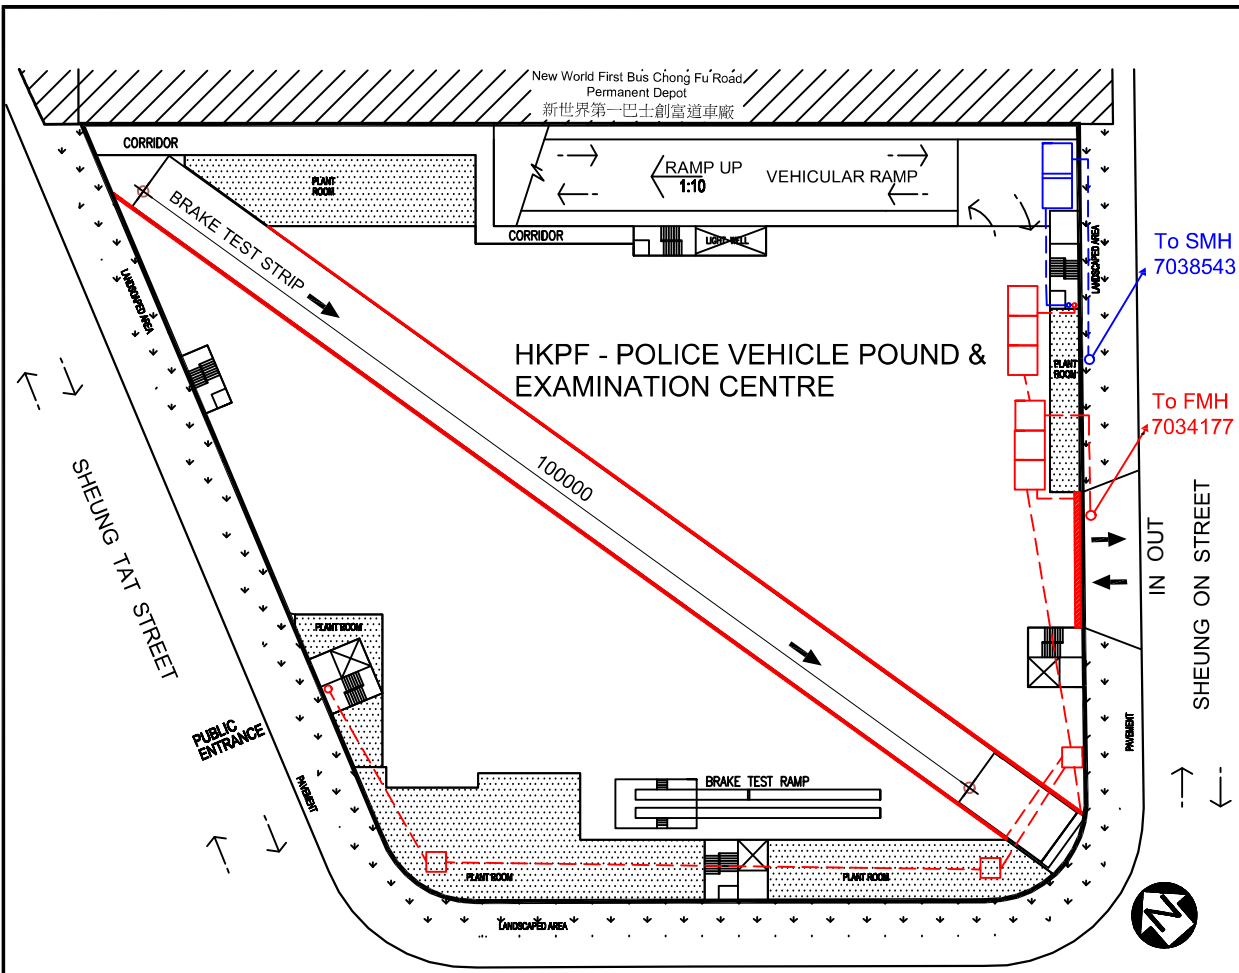 New World First Bus Chong Fu Road
Permanent Depot
新世界第一巴士創富道車廠
CORRIDOR
PLANT
ROOM
RAMP UP
1:10
VEHICULAR RAMP
BRAKE TEST STRIP
CORRIDOR
LIGHT-WELL
LANDSCAPED AREA
To SMH
7038543
LANDSCAPED AREA
HKPF - POLICE VEHICLE POUND &
EXAMINATION CENTRE
PLANT
ROOM
To FMH
7034177
100000
SHEUNG TAT STREET
IN OUT
SHEUNG ON STREET
PLANT ROOM
PUBLIC
ENTRANCE
PAVEMENT
PAVEMENT
BRAKE TEST RAMP
PLANT ROOM
PLANT ROOM
LANDSCAPED AREA
N